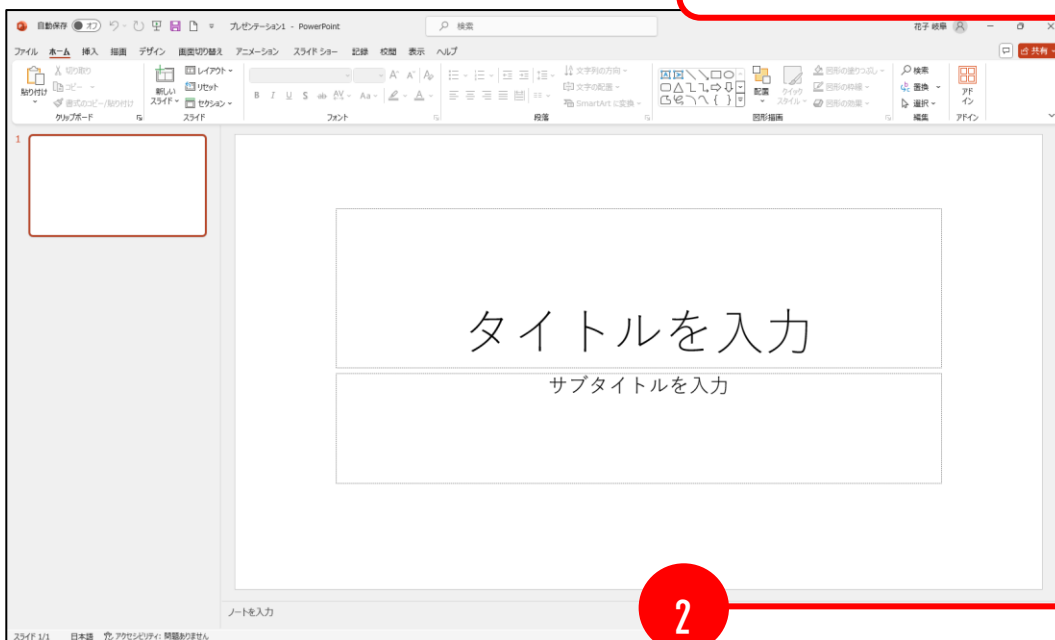 自動保存 オフ プレゼンテーション1 - PowerPoint 検索 花子 岐阜
ファイル ホーム 挿入 描画 デザイン 画面切り替え アニメーション スライド ショー 記録 校閲 表示 ヘルプ 共有
貼り付け
切り取り
コピー
書式のコピー/貼り付け
クリップボード
新しい
スライド
レイアウト
リセット
セクション
スライド
B I U S ab AV Aa A
フォント
文字列の方向
文字の配置
SmartArt に変換
段落
配置
クイック
スタイル
図形の塗りつぶし
図形の枠線
図形の効果
図形描画
検索
置換
選択
編集
アド
イン
アドイン
1
タイトルを入力
サブタイトルを入力
ノートを入力
2
スライド 1/1 日本語 アクセシビリティ: 問題ありません